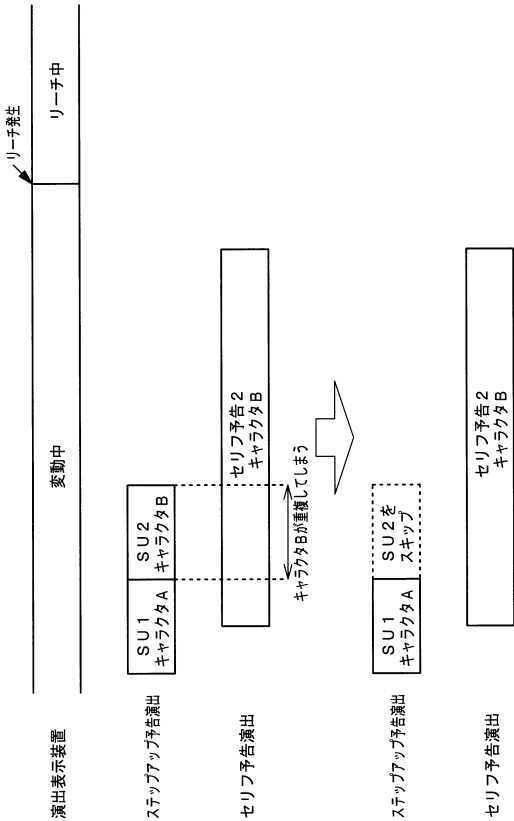 リーチ発生
演出表示装置
変動中
リーチ中
ステップアップ予告演出
SU1
キャラクタA
SU2
キャラクタB
セリフ予告演出
セリフ予告2
キャラクタB
キャラクタBが重複してしまう
ステップアップ予告演出
SU1
キャラクタA
SU2を
スキップ
セリフ予告演出
セリフ予告2
キャラクタB